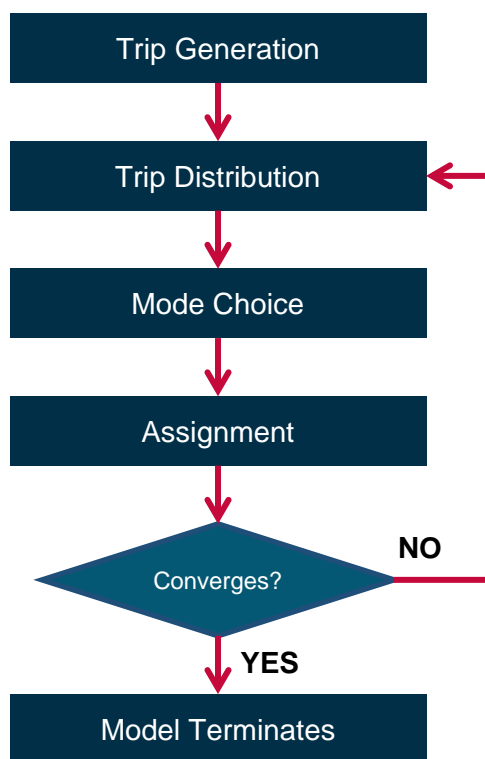 Trip Generation
Trip Distribution
Mode Choice
Assignment
Converges?
NO
YES
Model Terminates